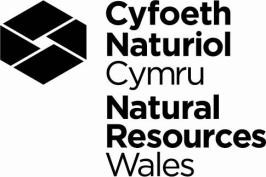 Cyfoeth
Naturiol
Cymru
Natural
Resources
Wales